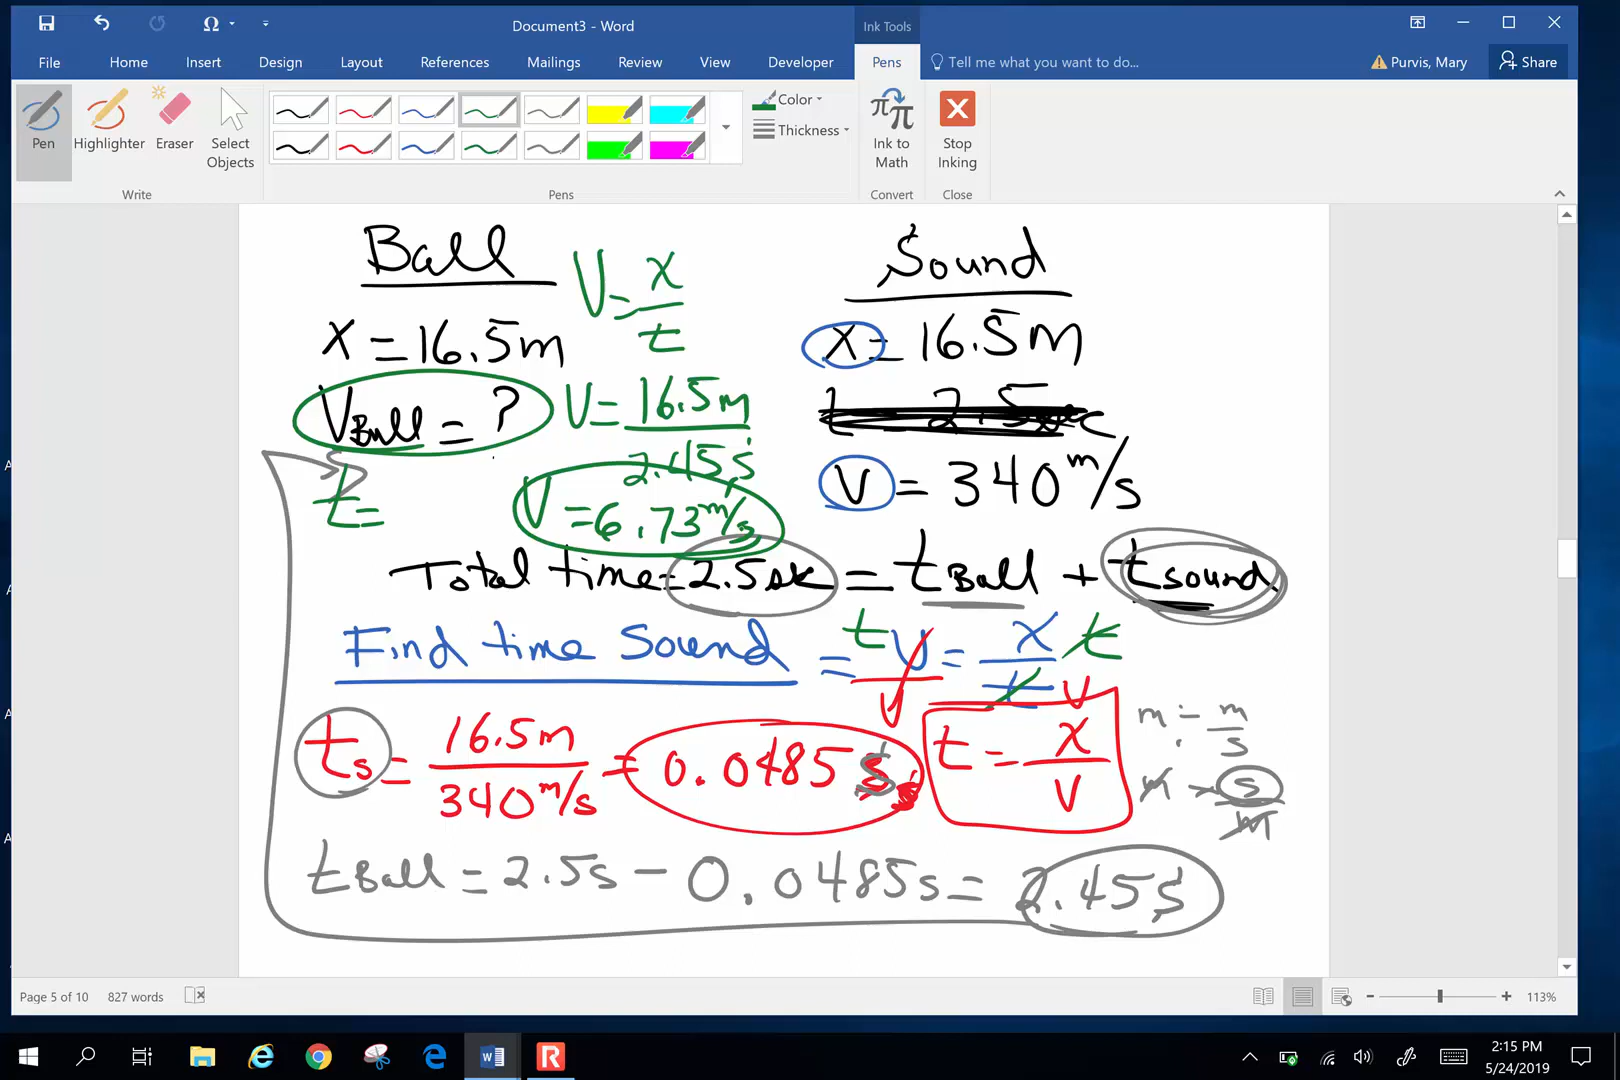 Document3 - Word
Ink Tools
File Home Insert Design Layout References Mailings Review View Developer Pens Tell me what you want to do... Purvis, Mary Share
Pen Highlighter Eraser Select Objects
Color
Thickness
Ink to Math
Stop Inking
Write Pens Convert Close
Ball
V = x/t
x = 16.5m
VBall = ?
V = 16.5m / 2.45s
t =
V = 6.73 m/s
Sound
x = 16.5m
t = 2.5sec
v = 340 m/s
Total time = 2.5 sec = tBall + tsound
Find time Sound = t v/v = x/t t/v
ts = 16.5m / 340 m/s = 0.0485 s
t = x/v
m ÷ m/s
m · s/m
tBall = 2.5s - 0.0485s = 2.45s
Page 5 of 10 827 words 113%
2:15 PM
5/24/2019